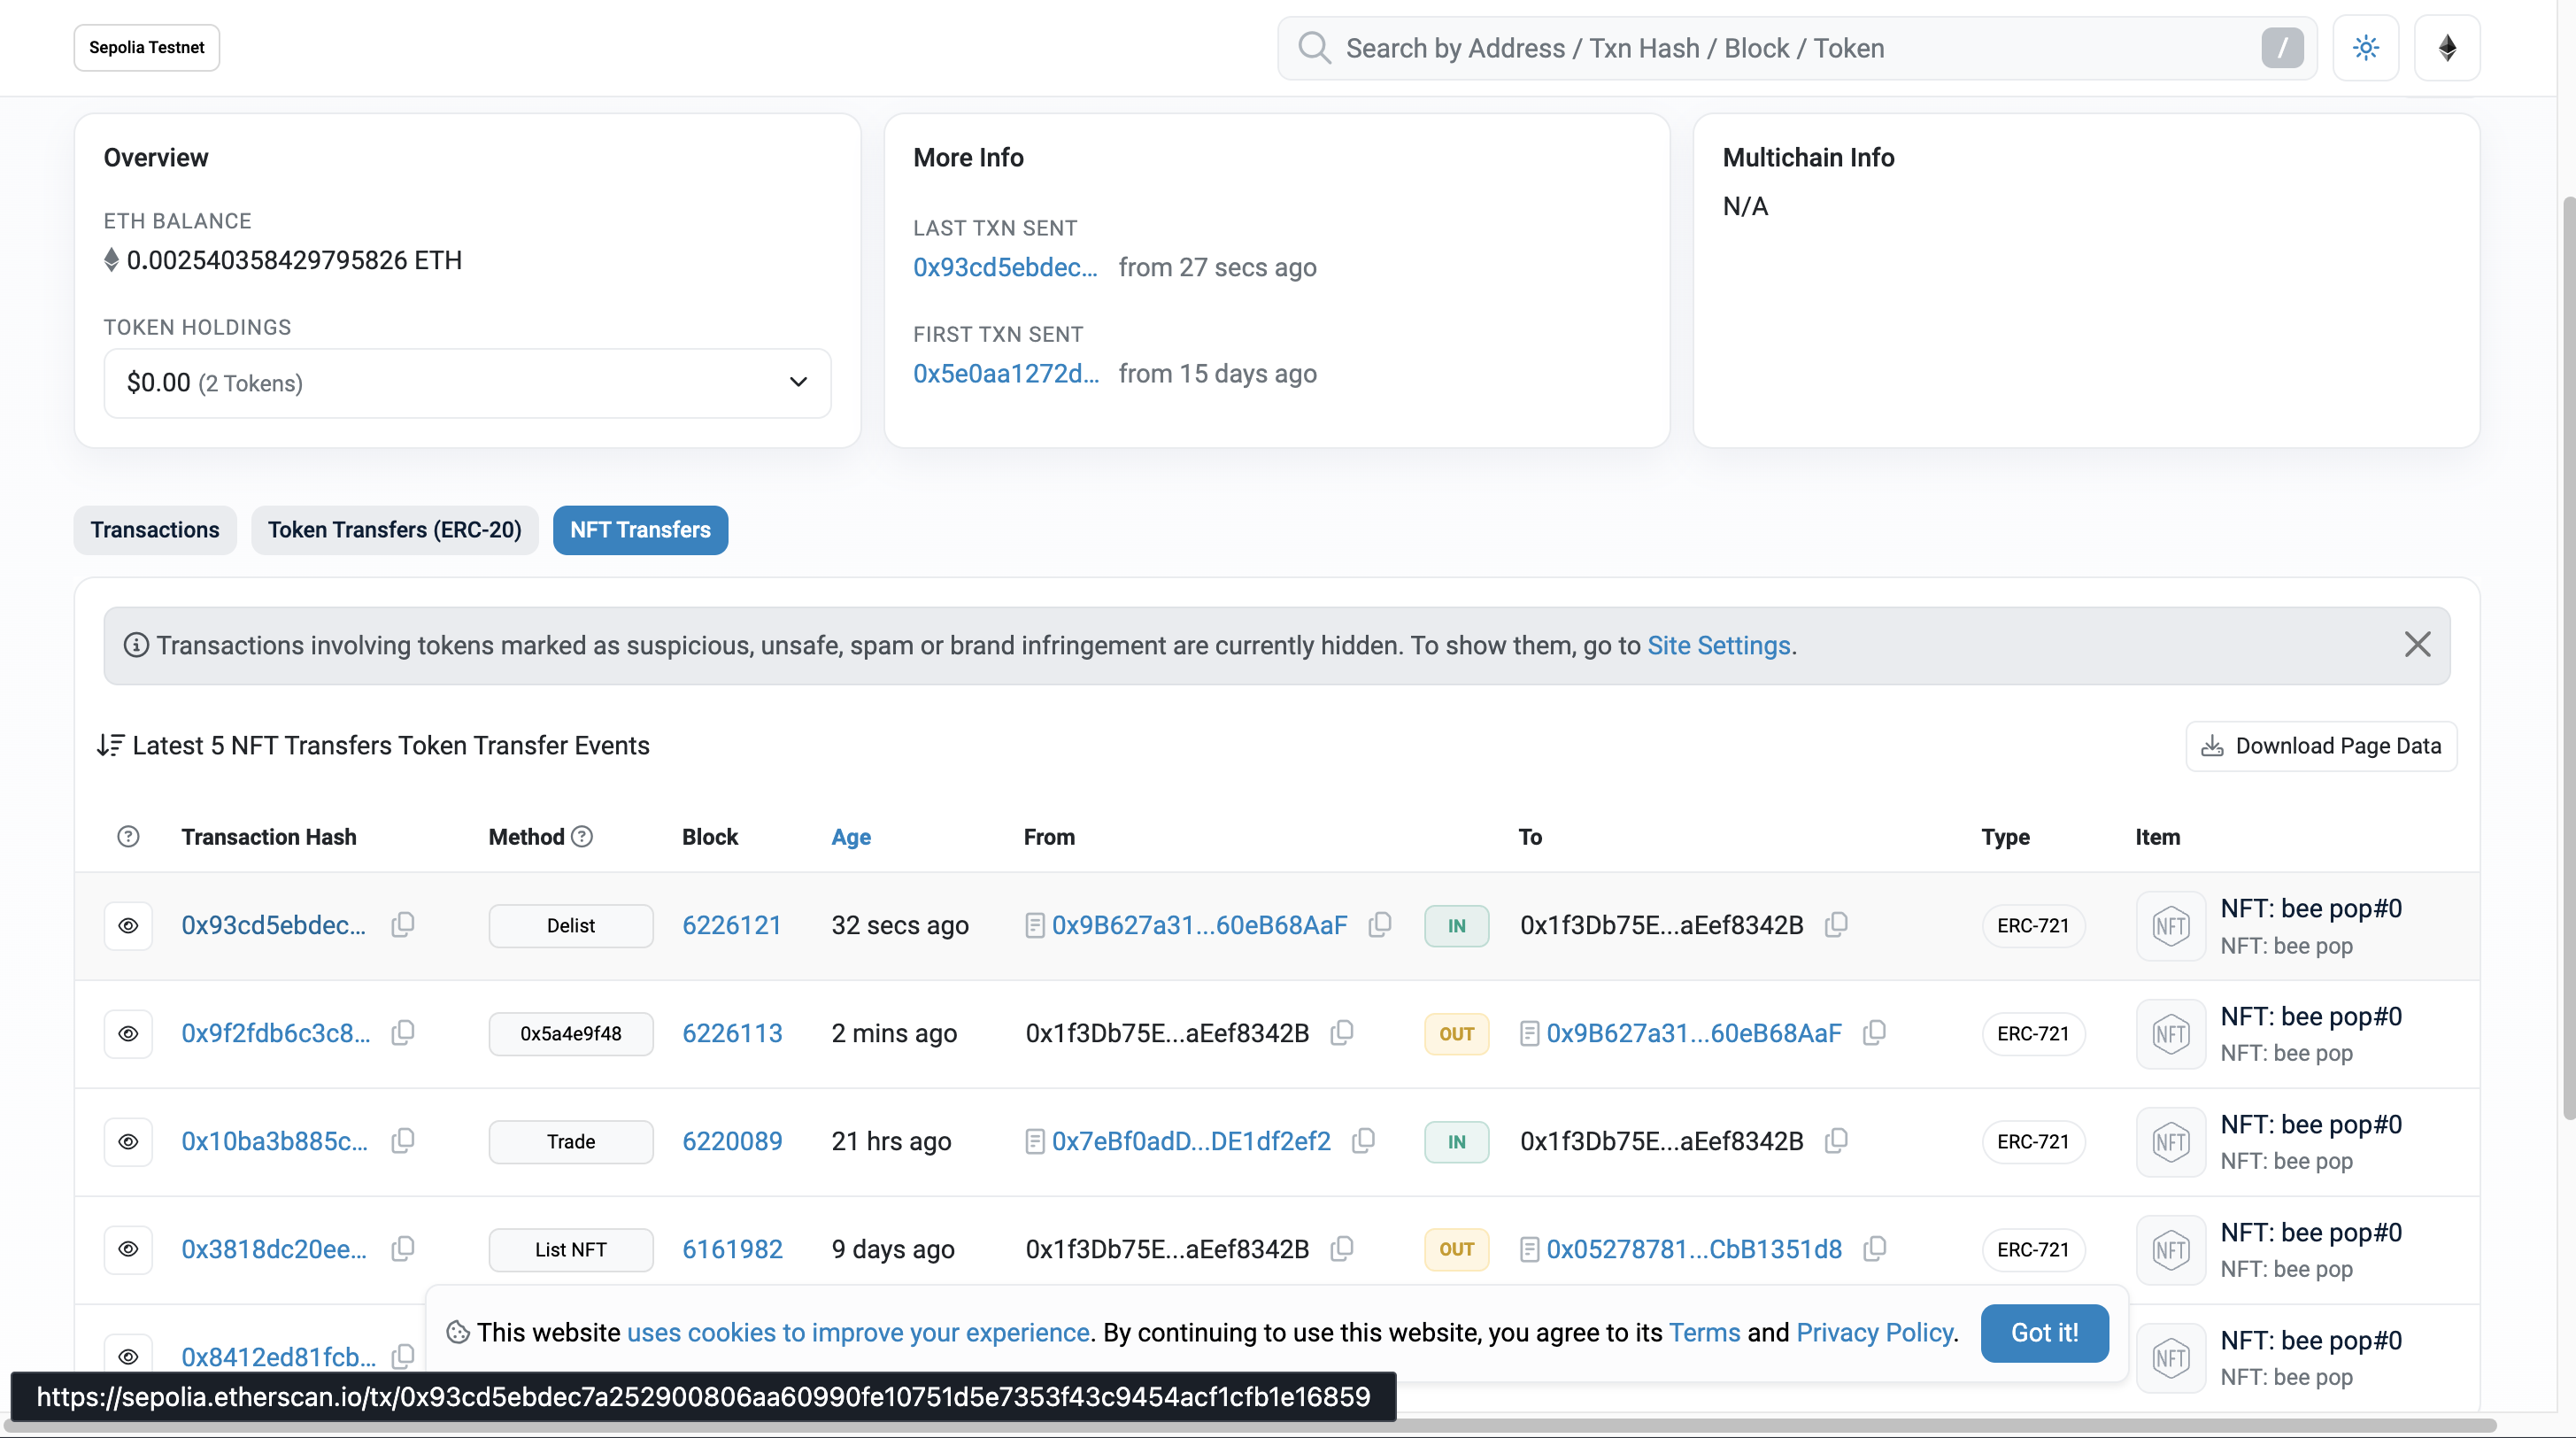 Sepolia Testnet
Search by Address / Txn Hash / Block / Token
/
Overview
ETH BALANCE
0.002540358429795826 ETH
TOKEN HOLDINGS
$0.00 (2 Tokens)
More Info
LAST TXN SENT
0x93cd5ebdec... from 27 secs ago
FIRST TXN SENT
0x5e0aa1272d... from 15 days ago
Multichain Info
N/A
Transactions
Token Transfers (ERC-20)
NFT Transfers
Transactions involving tokens marked as suspicious, unsafe, spam or brand infringement are currently hidden. To show them, go to Site Settings.
Latest 5 NFT Transfers Token Transfer Events
Download Page Data
? Transaction Hash Method ? Block Age From To Type Item
0x93cd5ebdec... Delist 6226121 32 secs ago 0x9B627a31...60eB68AaF IN 0x1f3Db75E...aEef8342B ERC-721 NFT NFT: bee pop#0
NFT: bee pop
0x9f2fdb6c3c8... 0x5a4e9f48 6226113 2 mins ago 0x1f3Db75E...aEef8342B OUT 0x9B627a31...60eB68AaF ERC-721 NFT NFT: bee pop#0
NFT: bee pop
0x10ba3b885c... Trade 6220089 21 hrs ago 0x7eBf0adD...DE1df2ef2 IN 0x1f3Db75E...aEef8342B ERC-721 NFT NFT: bee pop#0
NFT: bee pop
0x3818dc20ee... List NFT 6161982 9 days ago 0x1f3Db75E...aEef8342B OUT 0x05278781...CbB1351d8 ERC-721 NFT NFT: bee pop#0
NFT: bee pop
0x8412ed81fcb... NFT NFT: bee pop#0
NFT: bee pop
This website uses cookies to improve your experience. By continuing to use this website, you agree to its Terms and Privacy Policy.
Got it!
https://sepolia.etherscan.io/tx/0x93cd5ebdec7a252900806aa60990fe10751d5e7353f43c9454acf1cfb1e16859